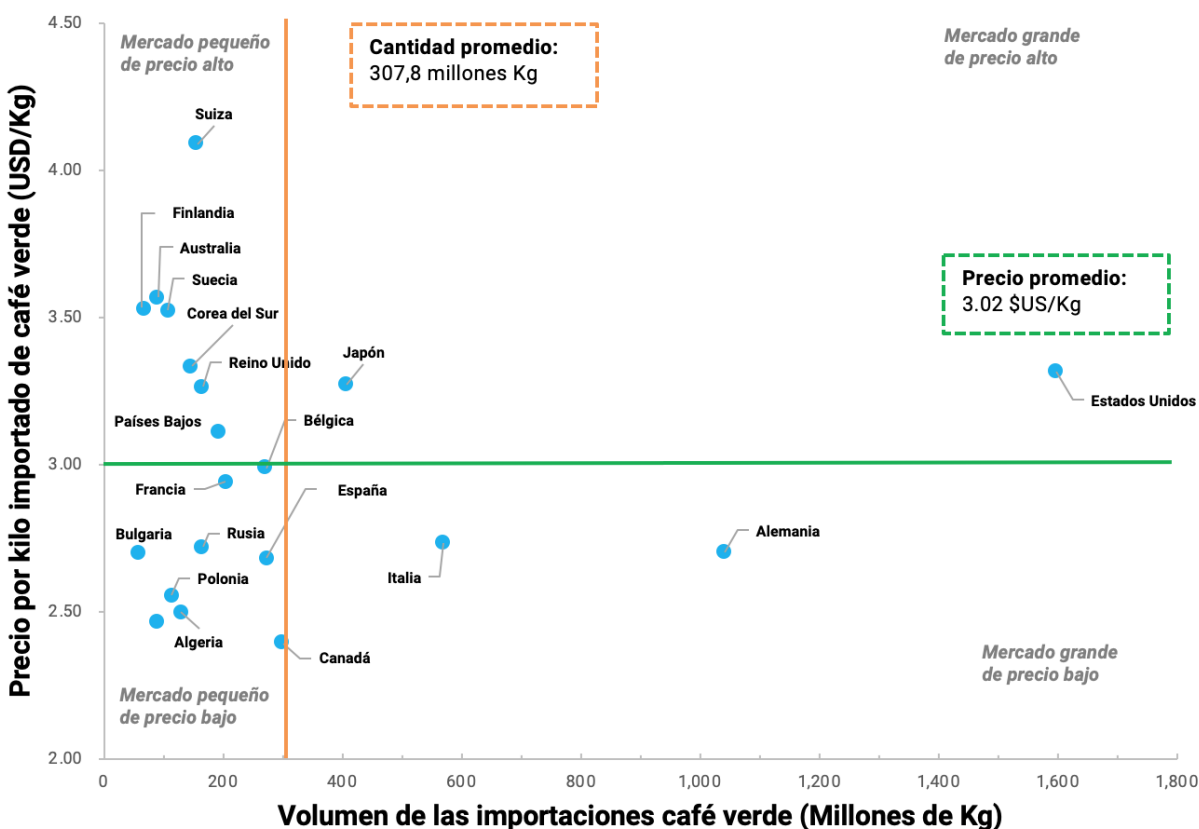 4.50
Mercado pequeño
de precio alto
Cantidad promedio:
307,8 millones Kg
Mercado grande
de precio alto
Suiza
4.00
Finlandia
Australia
Suecia
Precio promedio:
3.02 $US/Kg
3.50
Corea del Sur
Reino Unido
Japón
Estados Unidos
Países Bajos
Bélgica
3.00
Francia
España
Bulgaria
Rusia
Alemania
Polonia
Italia
2.50
Algeria
Canadá
Mercado grande
de precio bajo
Mercado pequeño
de precio bajo
2.00
0 200 400 600 800 1,000 1,200 1,400 1,600 1,800
Precio por kilo importado de café verde (USD/Kg)
Volumen de las importaciones café verde (Millones de Kg)